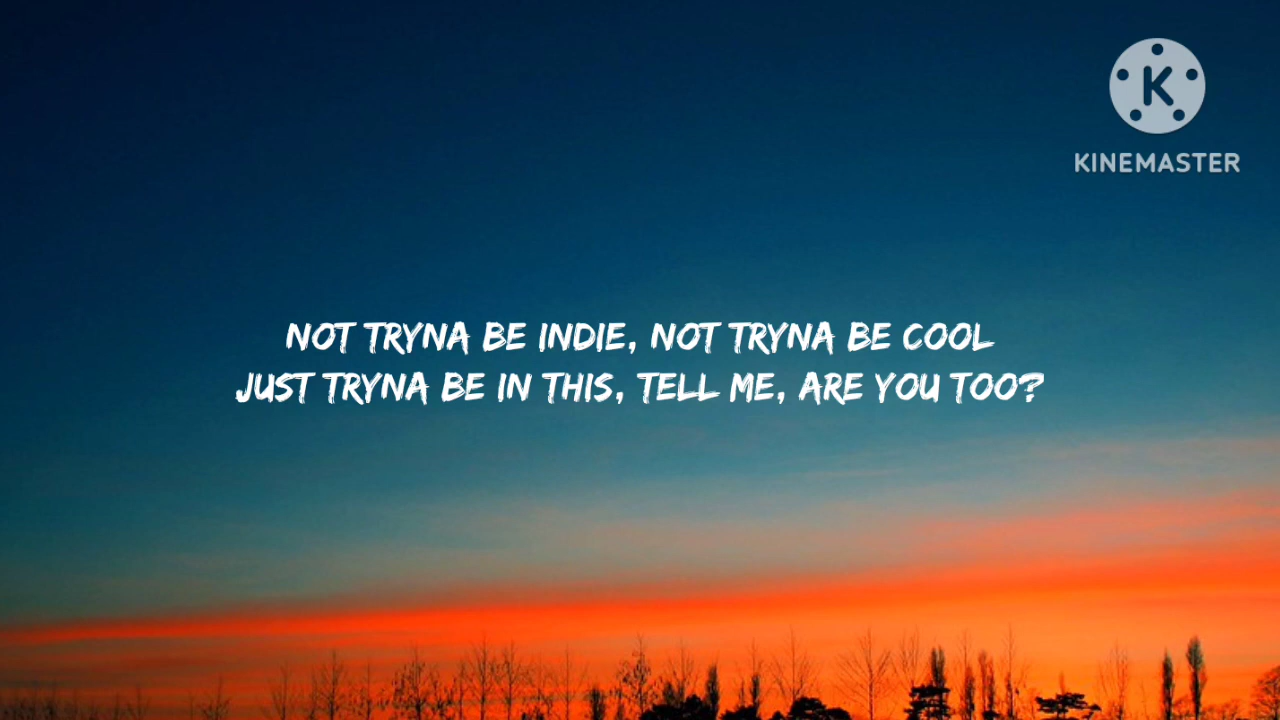 K
KINEMASTER
NOT TRYNA BE INDIE, NOT TRYNA BE COOL
JUST TRYNA BE IN THIS, TELL ME, ARE YOU TOO?